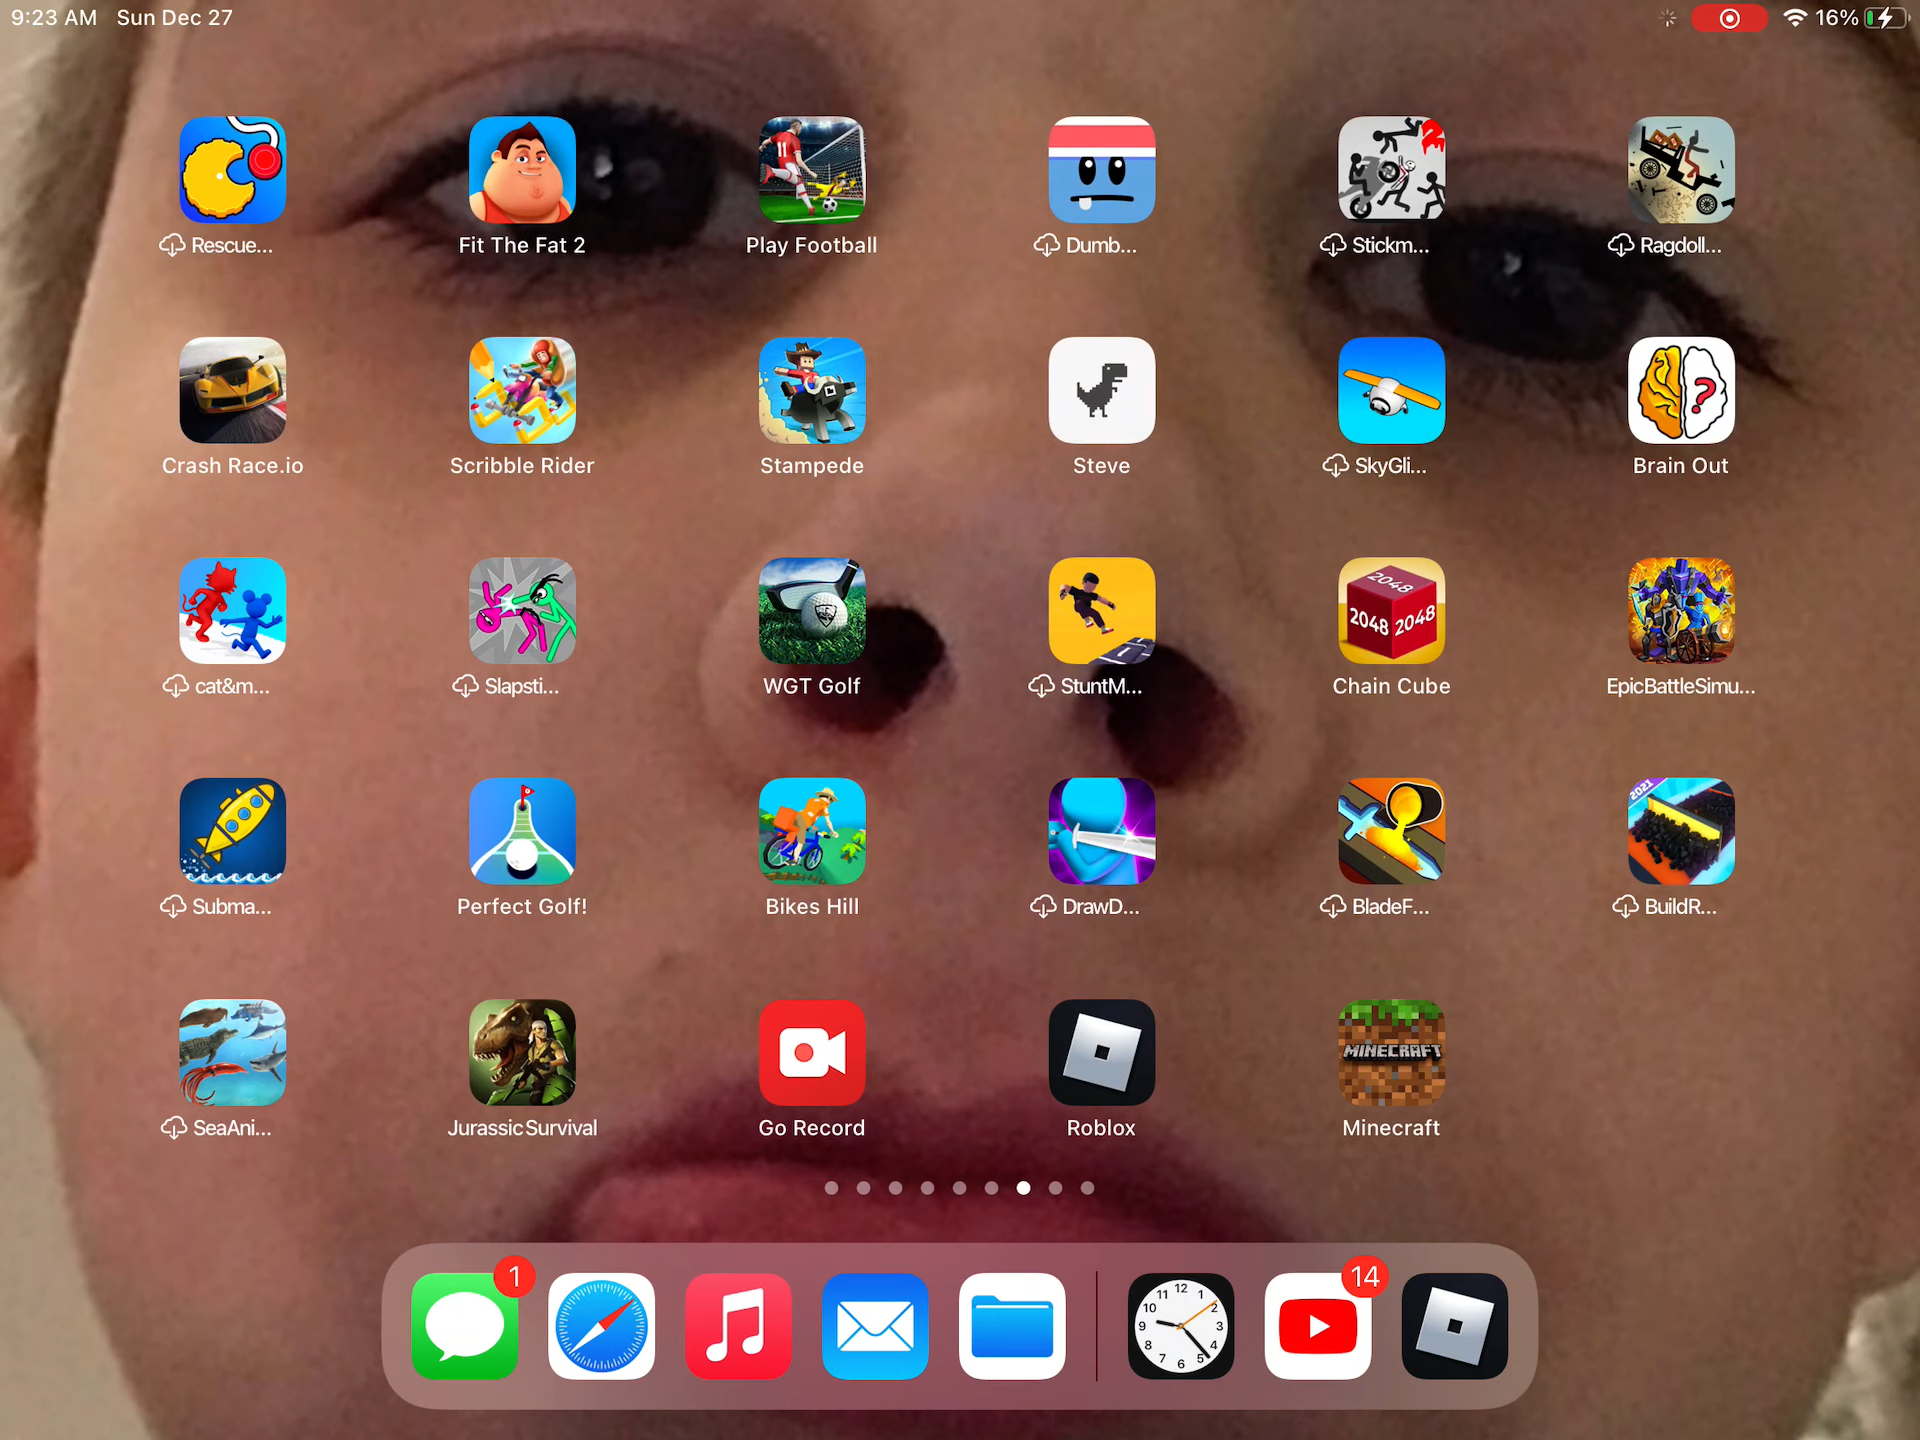 9:23 AM Sun Dec 27
16%
11
Rescue...
Fit The Fat 2
Play Football
Dumb...
Stickm...
Ragdoll...
?
Crash Race.io
Scribble Rider
Stampede
Steve
SkyGli...
Brain Out
2048
2048 2048
cat&m...
Slapsti...
WGT Golf
StuntM...
Chain Cube
EpicBattleSimu...
2021
Subma...
Perfect Golf!
Bikes Hill
DrawD...
BladeF...
BuildR...
MINECRAFT
SeaAni...
Jurassic Survival
Go Record
Roblox
Minecraft
1
14
12
1
2
3
4
5
6
7
8
9
10
11